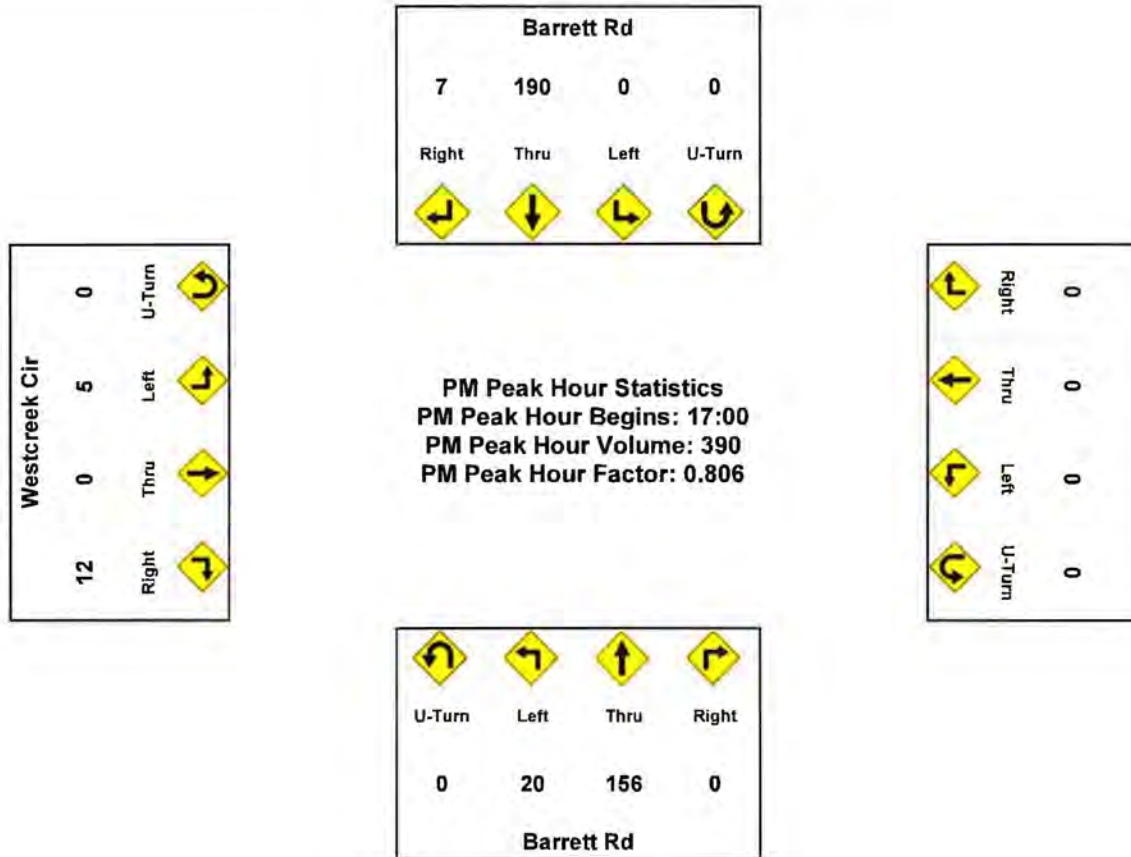 Barrett Rd
7 190 0 0
Right Thru Left U-Turn
Westcreek Cir
0 5 0 12
U-Turn Left Thru Right
PM Peak Hour Statistics
PM Peak Hour Begins: 17:00
PM Peak Hour Volume: 390
PM Peak Hour Factor: 0.806
Right Thru Left U-Turn
0 0 0 0
U-Turn Left Thru Right
0 20 156 0
Barrett Rd